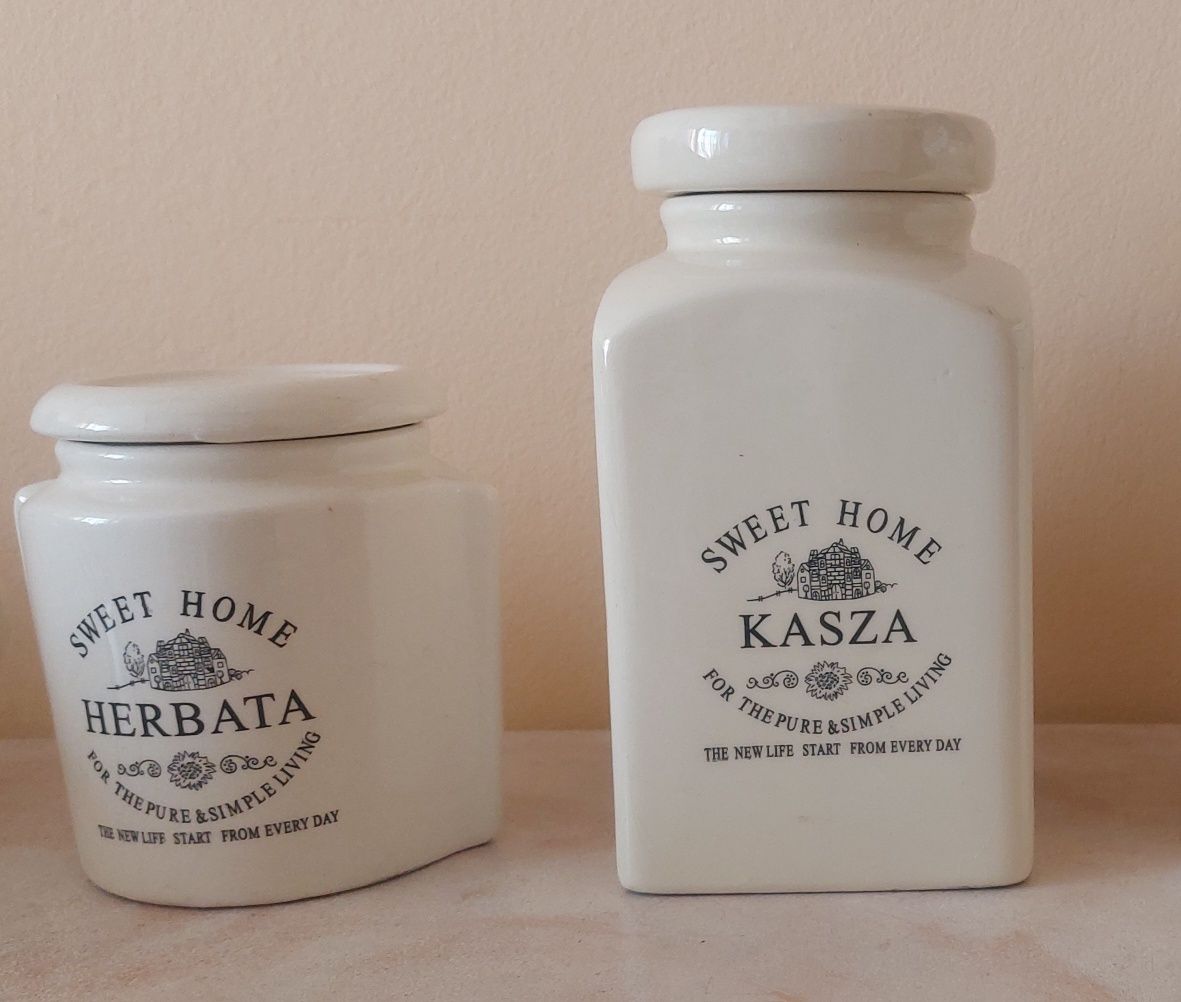 SWEET HOME
HERBATA
FOR THE PURE & SIMPLE LIVING
THE NEW LIFE START FROM EVERY DAY
SWEET HOME
KASZA
FOR THE PURE & SIMPLE LIVING
THE NEW LIFE START FROM EVERY DAY